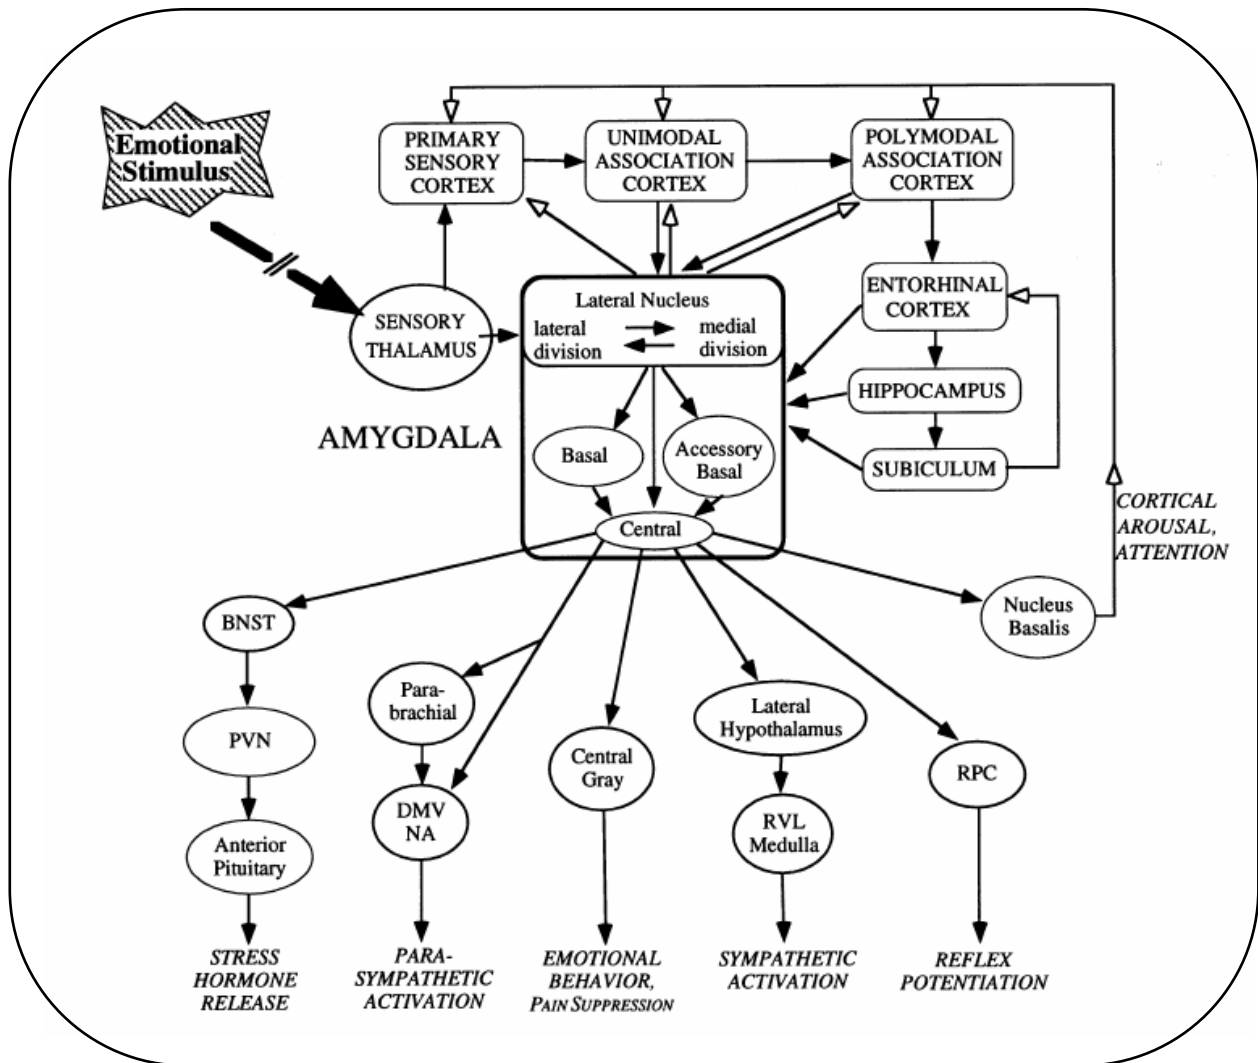 Emotional
Stimulus
PRIMARY
SENSORY
CORTEX
UNIMODAL
ASSOCIATION
CORTEX
POLYMODAL
ASSOCIATION
CORTEX
SENSORY
THALAMUS
Lateral Nucleus
lateral
division
medial
division
ENTORHINAL
CORTEX
HIPPOCAMPUS
SUBICULUM
AMYGDALA
Basal
Accessory
Basal
Central
CORTICAL
AROUSAL,
ATTENTION
BNST
Nucleus
Basalis
PVN
Para-
brachial
Central
Gray
Lateral
Hypothalamus
RPC
Anterior
Pituitary
DMV
NA
RVL
Medulla
STRESS
HORMONE
RELEASE
PARA-
SYMPATHETIC
ACTIVATION
EMOTIONAL
BEHAVIOR,
PAIN SUPPRESSION
SYMPATHETIC
ACTIVATION
REFLEX
POTENTIATION